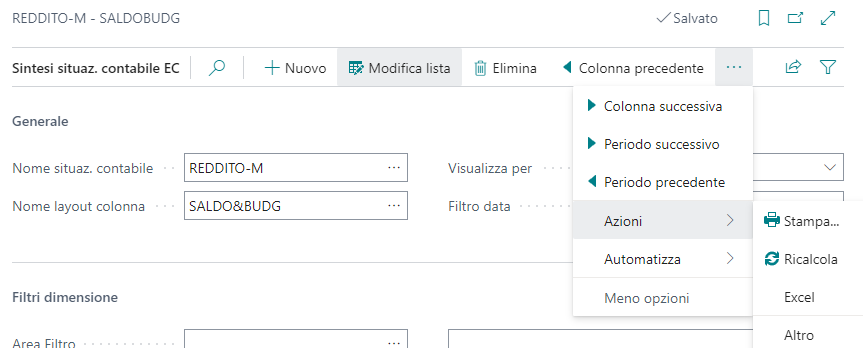 REDDITO-M - SALDOBUDG
Salvato
Sintesi situaz. contabile EC
Nuovo
Modifica lista
Elimina
Colonna precedente
...
Colonna successiva
Periodo successivo
Periodo precedente
Azioni
Automatizza
Meno opzioni
Stampa...
Ricalcola
Excel
Altro
Generale
Nome situaz. contabile
REDDITO-M
...
Visualizza per
Nome layout colonna
SALDO&BUDG
...
Filtro data
Filtri dimensione
Area Filtro
...